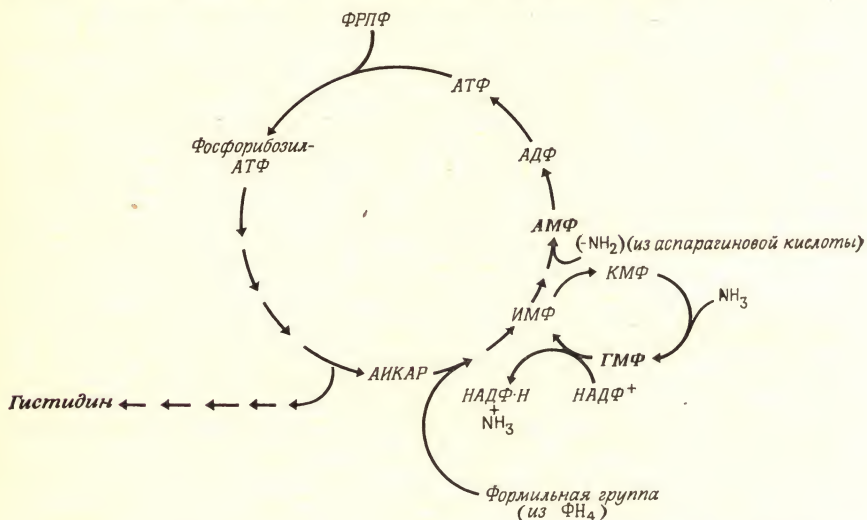 ФРПФ
АТФ
Фосфорибозил-
АТФ
АДФ
АМФ
(-NH₂) (из аспарагиновой кислоты)
КМФ
NH₃
ИМФ
ГМФ
АИКАР
НАДФ·Н
+
NH₃
НАДФ⁺
Гистидин
Формильная группа
(из ФH₄)